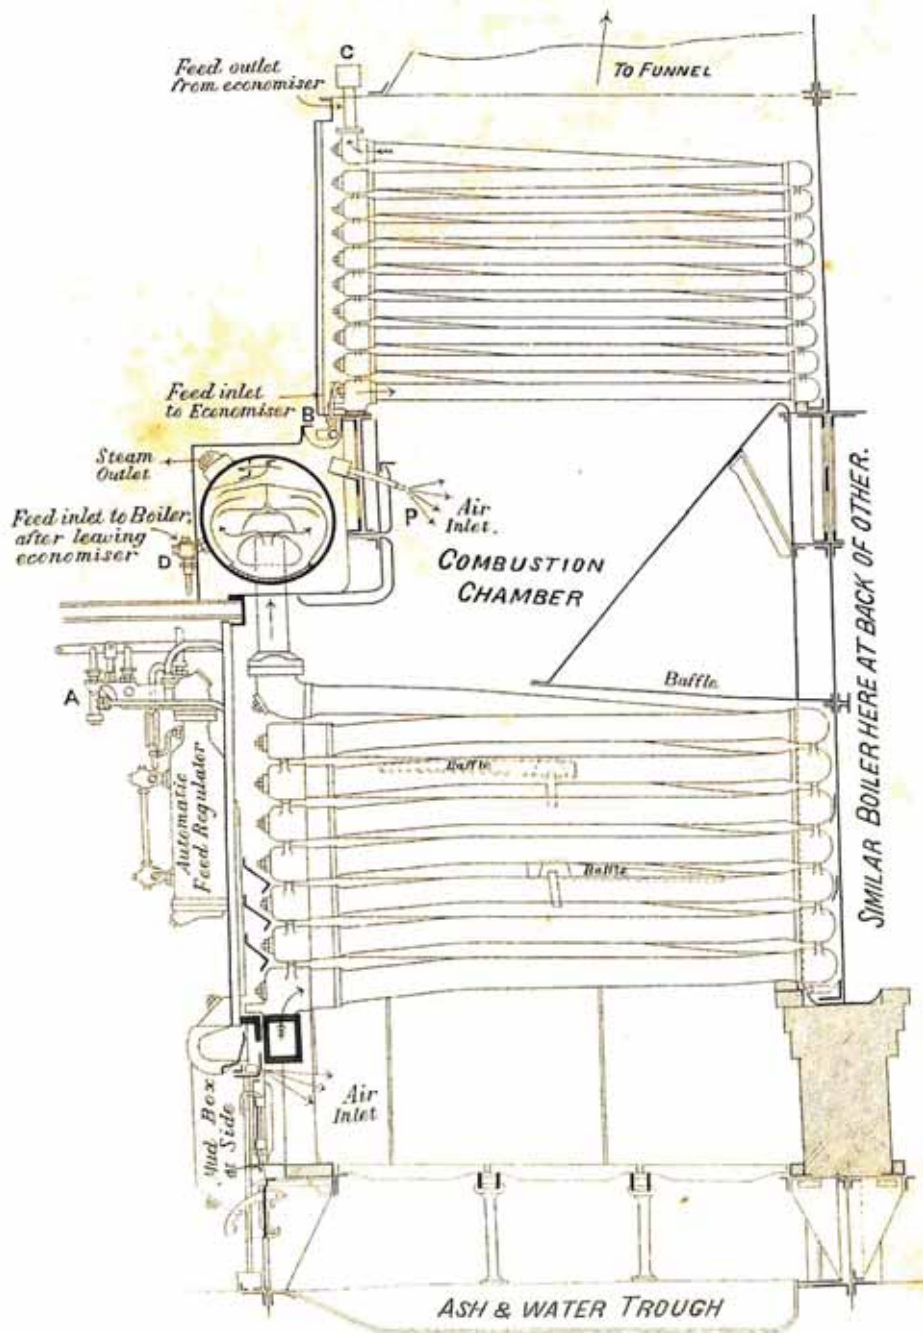 C
Feed outlet
from economiser
TO FUNNEL
Feed inlet
to Economiser
B
Steam
Outlet
P
Air
Inlet.
Feed inlet to Boiler,
after leaving
economiser
D
COMBUSTION
CHAMBER
SIMILAR BOILER HERE AT BACK OF OTHER.
A
Automatic
Feed Regulator
Baffle
Baffle
Baffle
Air
Inlet
Mud Box
at Side
ASH & WATER TROUGH